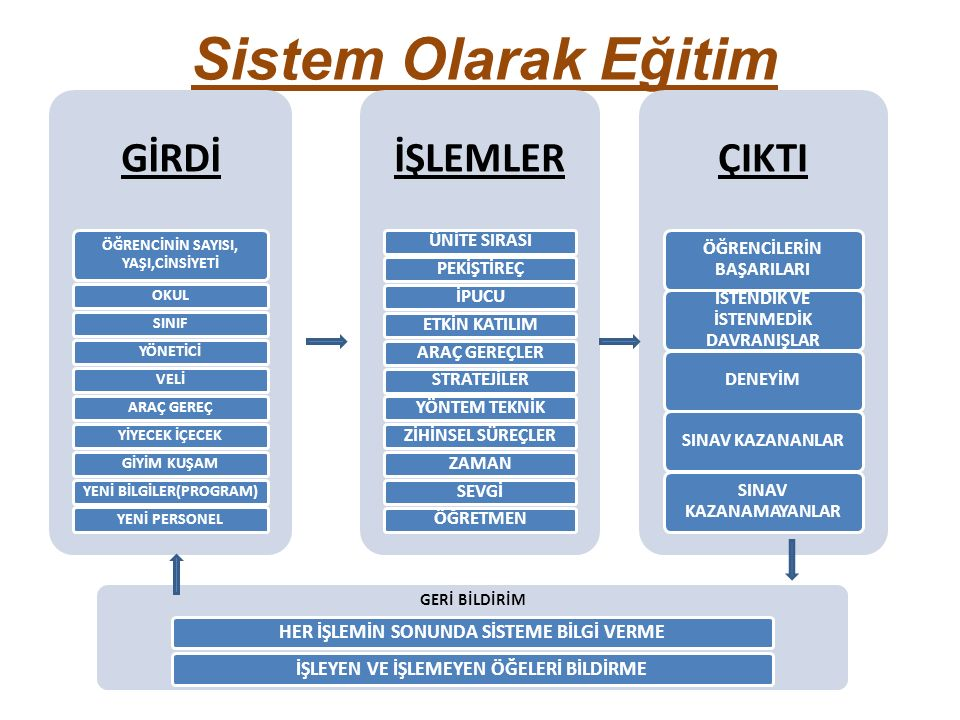 Sistem Olarak Eğitim
GİRDİ
ÖĞRENCİNİN SAYISI,
YAŞI,CİNSİYETİ
OKUL
SINIF
YÖNETİCİ
VELİ
ARAÇ GEREÇ
YİYECEK İÇECEK
GİYİM KUŞAM
YENİ BİLGİLER(PROGRAM)
YENİ PERSONEL
İŞLEMLER
ÜNİTE SIRASI
PEKİŞTİREÇ
İPUCU
ETKİN KATILIM
ARAÇ GEREÇLER
STRATEJİLER
YÖNTEM TEKNİK
ZİHİNSEL SÜREÇLER
ZAMAN
SEVGİ
ÖĞRETMEN
ÇIKTI
ÖĞRENCİLERİN
BAŞARILARI
İSTENDİK VE
İSTENMEDİK
DAVRANIŞLAR
DENEYİM
SINAV KAZANANLAR
SINAV
KAZANAMAYANLAR
GERİ BİLDİRİM
HER İŞLEMİN SONUNDA SİSTEME BİLGİ VERME
İŞLEYEN VE İŞLEMEYEN ÖĞELERİ BİLDİRME